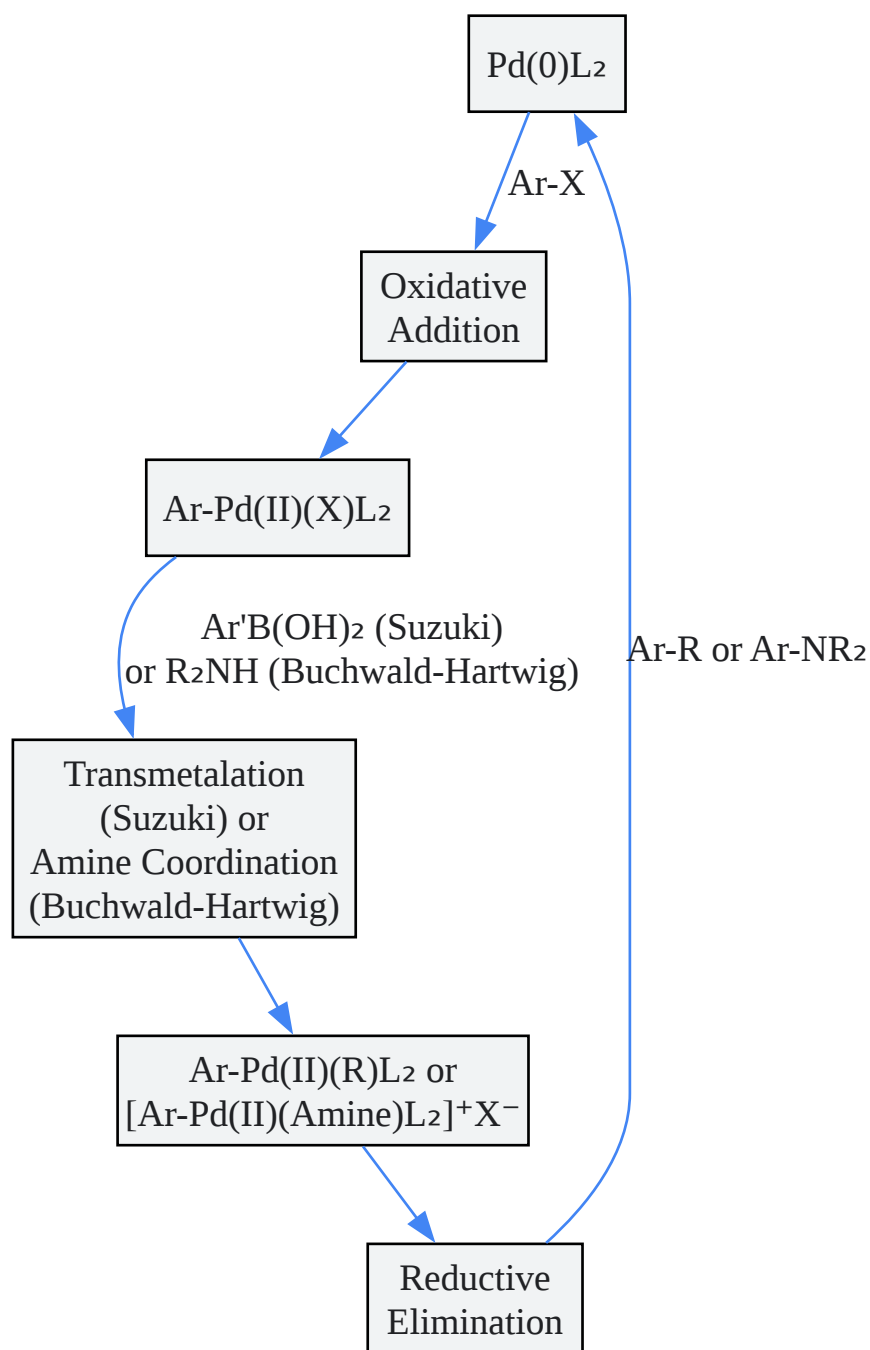 Pd(0)L₂
Ar-X
Oxidative
Addition
Ar-Pd(II)(X)L₂
Ar'B(OH)₂ (Suzuki)
or R₂NH (Buchwald-Hartwig)
Ar-R or Ar-NR₂
Transmetalation
(Suzuki) or
Amine Coordination
(Buchwald-Hartwig)
Ar-Pd(II)(R)L₂ or
[Ar-Pd(II)(Amine)L₂]⁺X⁻
Reductive
Elimination